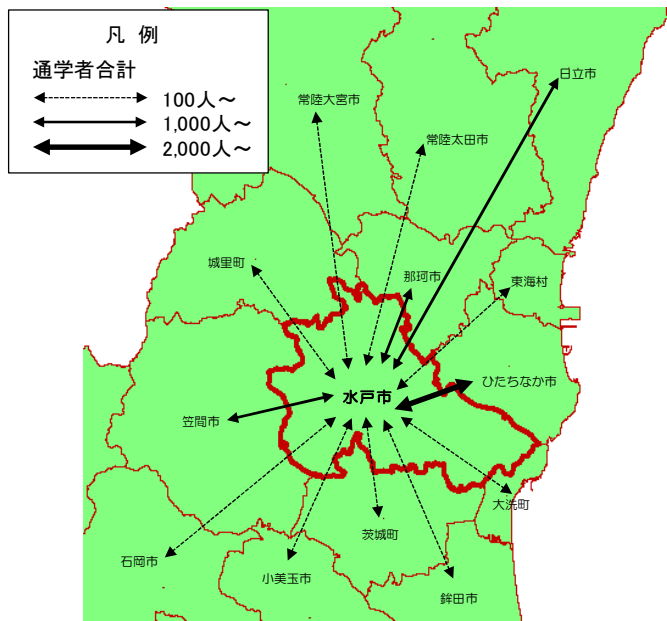 凡 例
通学者合計
100人～
1,000人～
2,000人～
日立市
常陸大宮市
常陸太田市
城里町
那珂市
東海村
ひたちなか市
水戸市
笠間市
大洗町
茨城町
石岡市
小美玉市
鉾田市